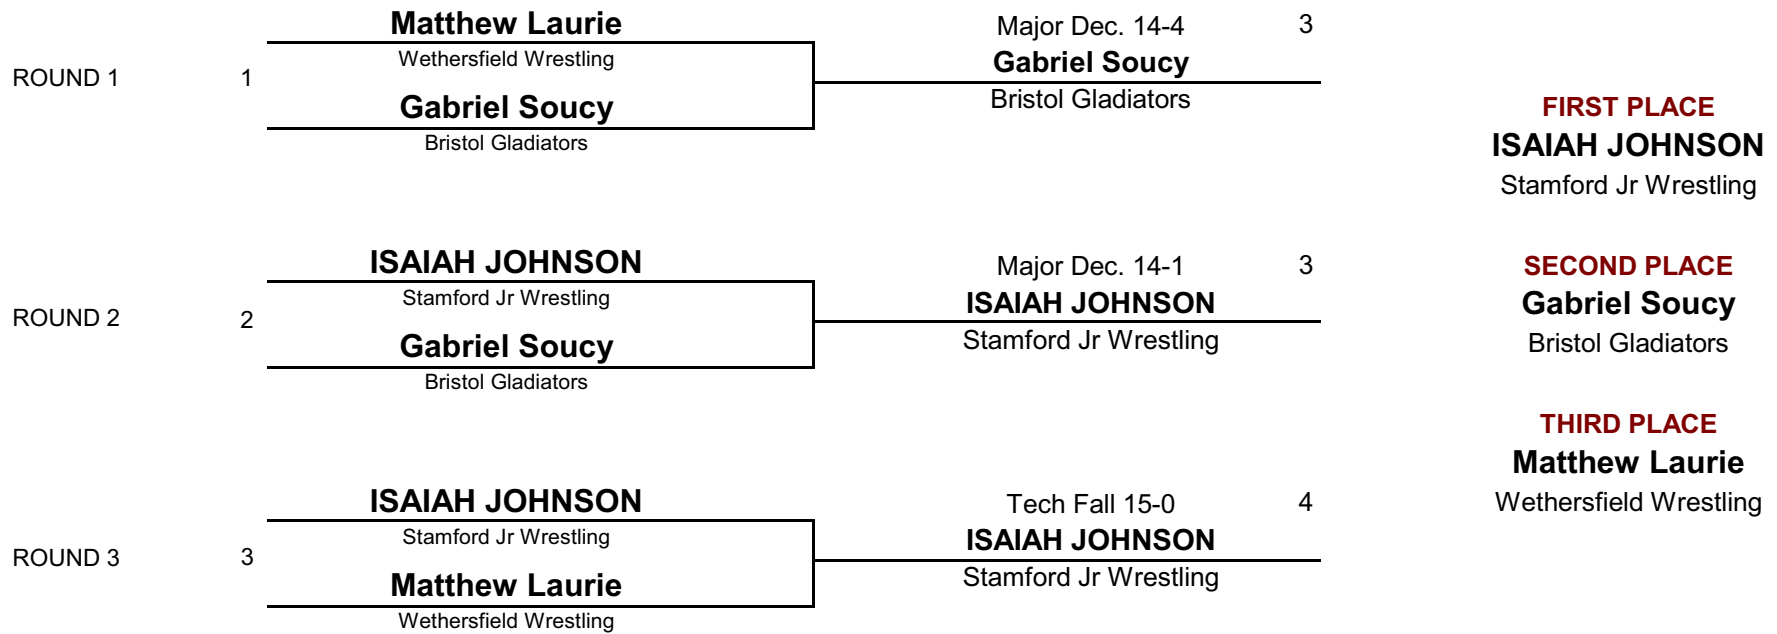 Matthew Laurie
Wethersfield Wrestling
ROUND 1
1
Gabriel Soucy
Bristol Gladiators
Major Dec. 14-4
3
Gabriel Soucy
Bristol Gladiators
ISAIAH JOHNSON
Stamford Jr Wrestling
ROUND 2
2
Gabriel Soucy
Bristol Gladiators
Major Dec. 14-1
3
ISAIAH JOHNSON
Stamford Jr Wrestling
ISAIAH JOHNSON
Stamford Jr Wrestling
ROUND 3
3
Matthew Laurie
Wethersfield Wrestling
Tech Fall 15-0
4
ISAIAH JOHNSON
Stamford Jr Wrestling
FIRST PLACE
ISAIAH JOHNSON
Stamford Jr Wrestling
SECOND PLACE
Gabriel Soucy
Bristol Gladiators
THIRD PLACE
Matthew Laurie
Wethersfield Wrestling